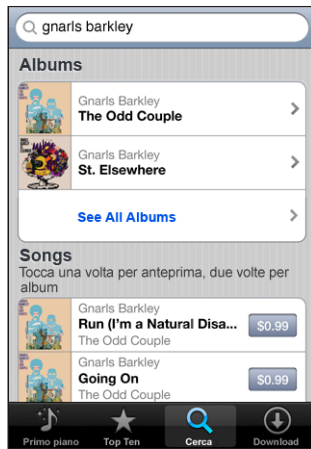 gnarls barkley
Albums
Gnarls Barkley
The Odd Couple
Gnarls Barkley
St. Elsewhere
See All Albums
Songs
Tocca una volta per anteprima, due volte per
album
Gnarls Barkley
Run (I'm a Natural Disa...
$0.99
The Odd Couple
Gnarls Barkley
Going On
$0.99
The Odd Couple
Primo piano
Top Ten
Cerca
Download